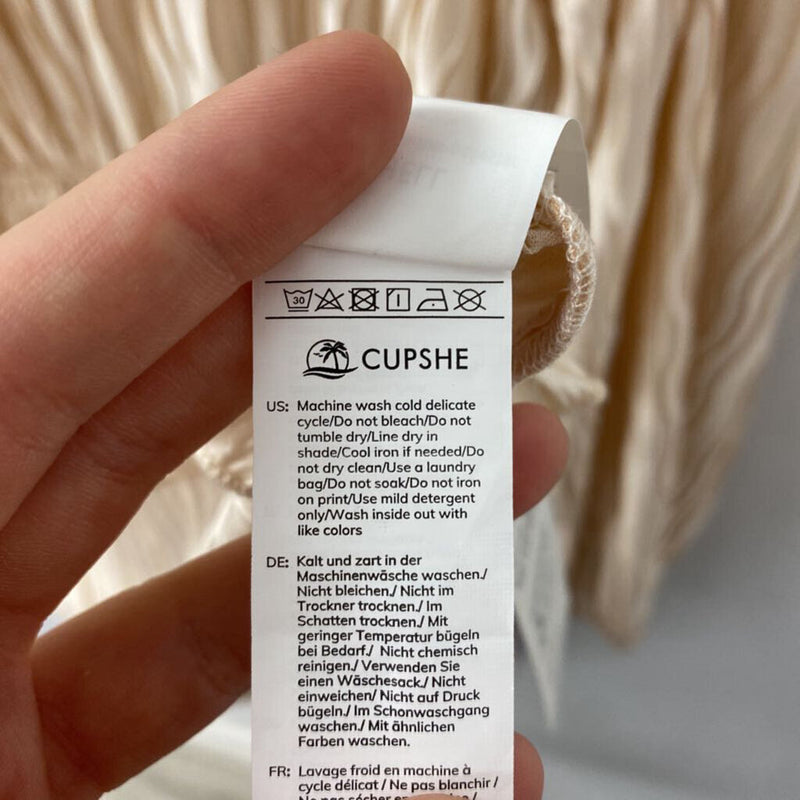 30
CUPSHE
US: Machine wash cold delicate
cycle/Do not bleach/Do not
tumble dry/Line dry in
shade/Cool iron if needed/Do
not dry clean/Use a laundry
bag/Do not soak/Do not iron
on print/Use mild detergent
only/Wash inside out with
like colors
DE: Kalt und zart in der
Maschinenwäsche waschen./
Nicht bleichen./ Nicht im
Trockner trocknen./ Im
Schatten trocknen./ Mit
geringer Temperatur bügeln
bei Bedarf./ Nicht chemisch
reinigen./ Verwenden Sie
einen Wäschesack./ Nicht
einweichen/ Nicht auf Druck
bügeln./ Im Schonwaschgang
waschen./ Mit ähnlichen
Farben waschen.
FR: Lavage froid en machine à
cycle délicat / Ne pas blanchir /
Ne pas sécher